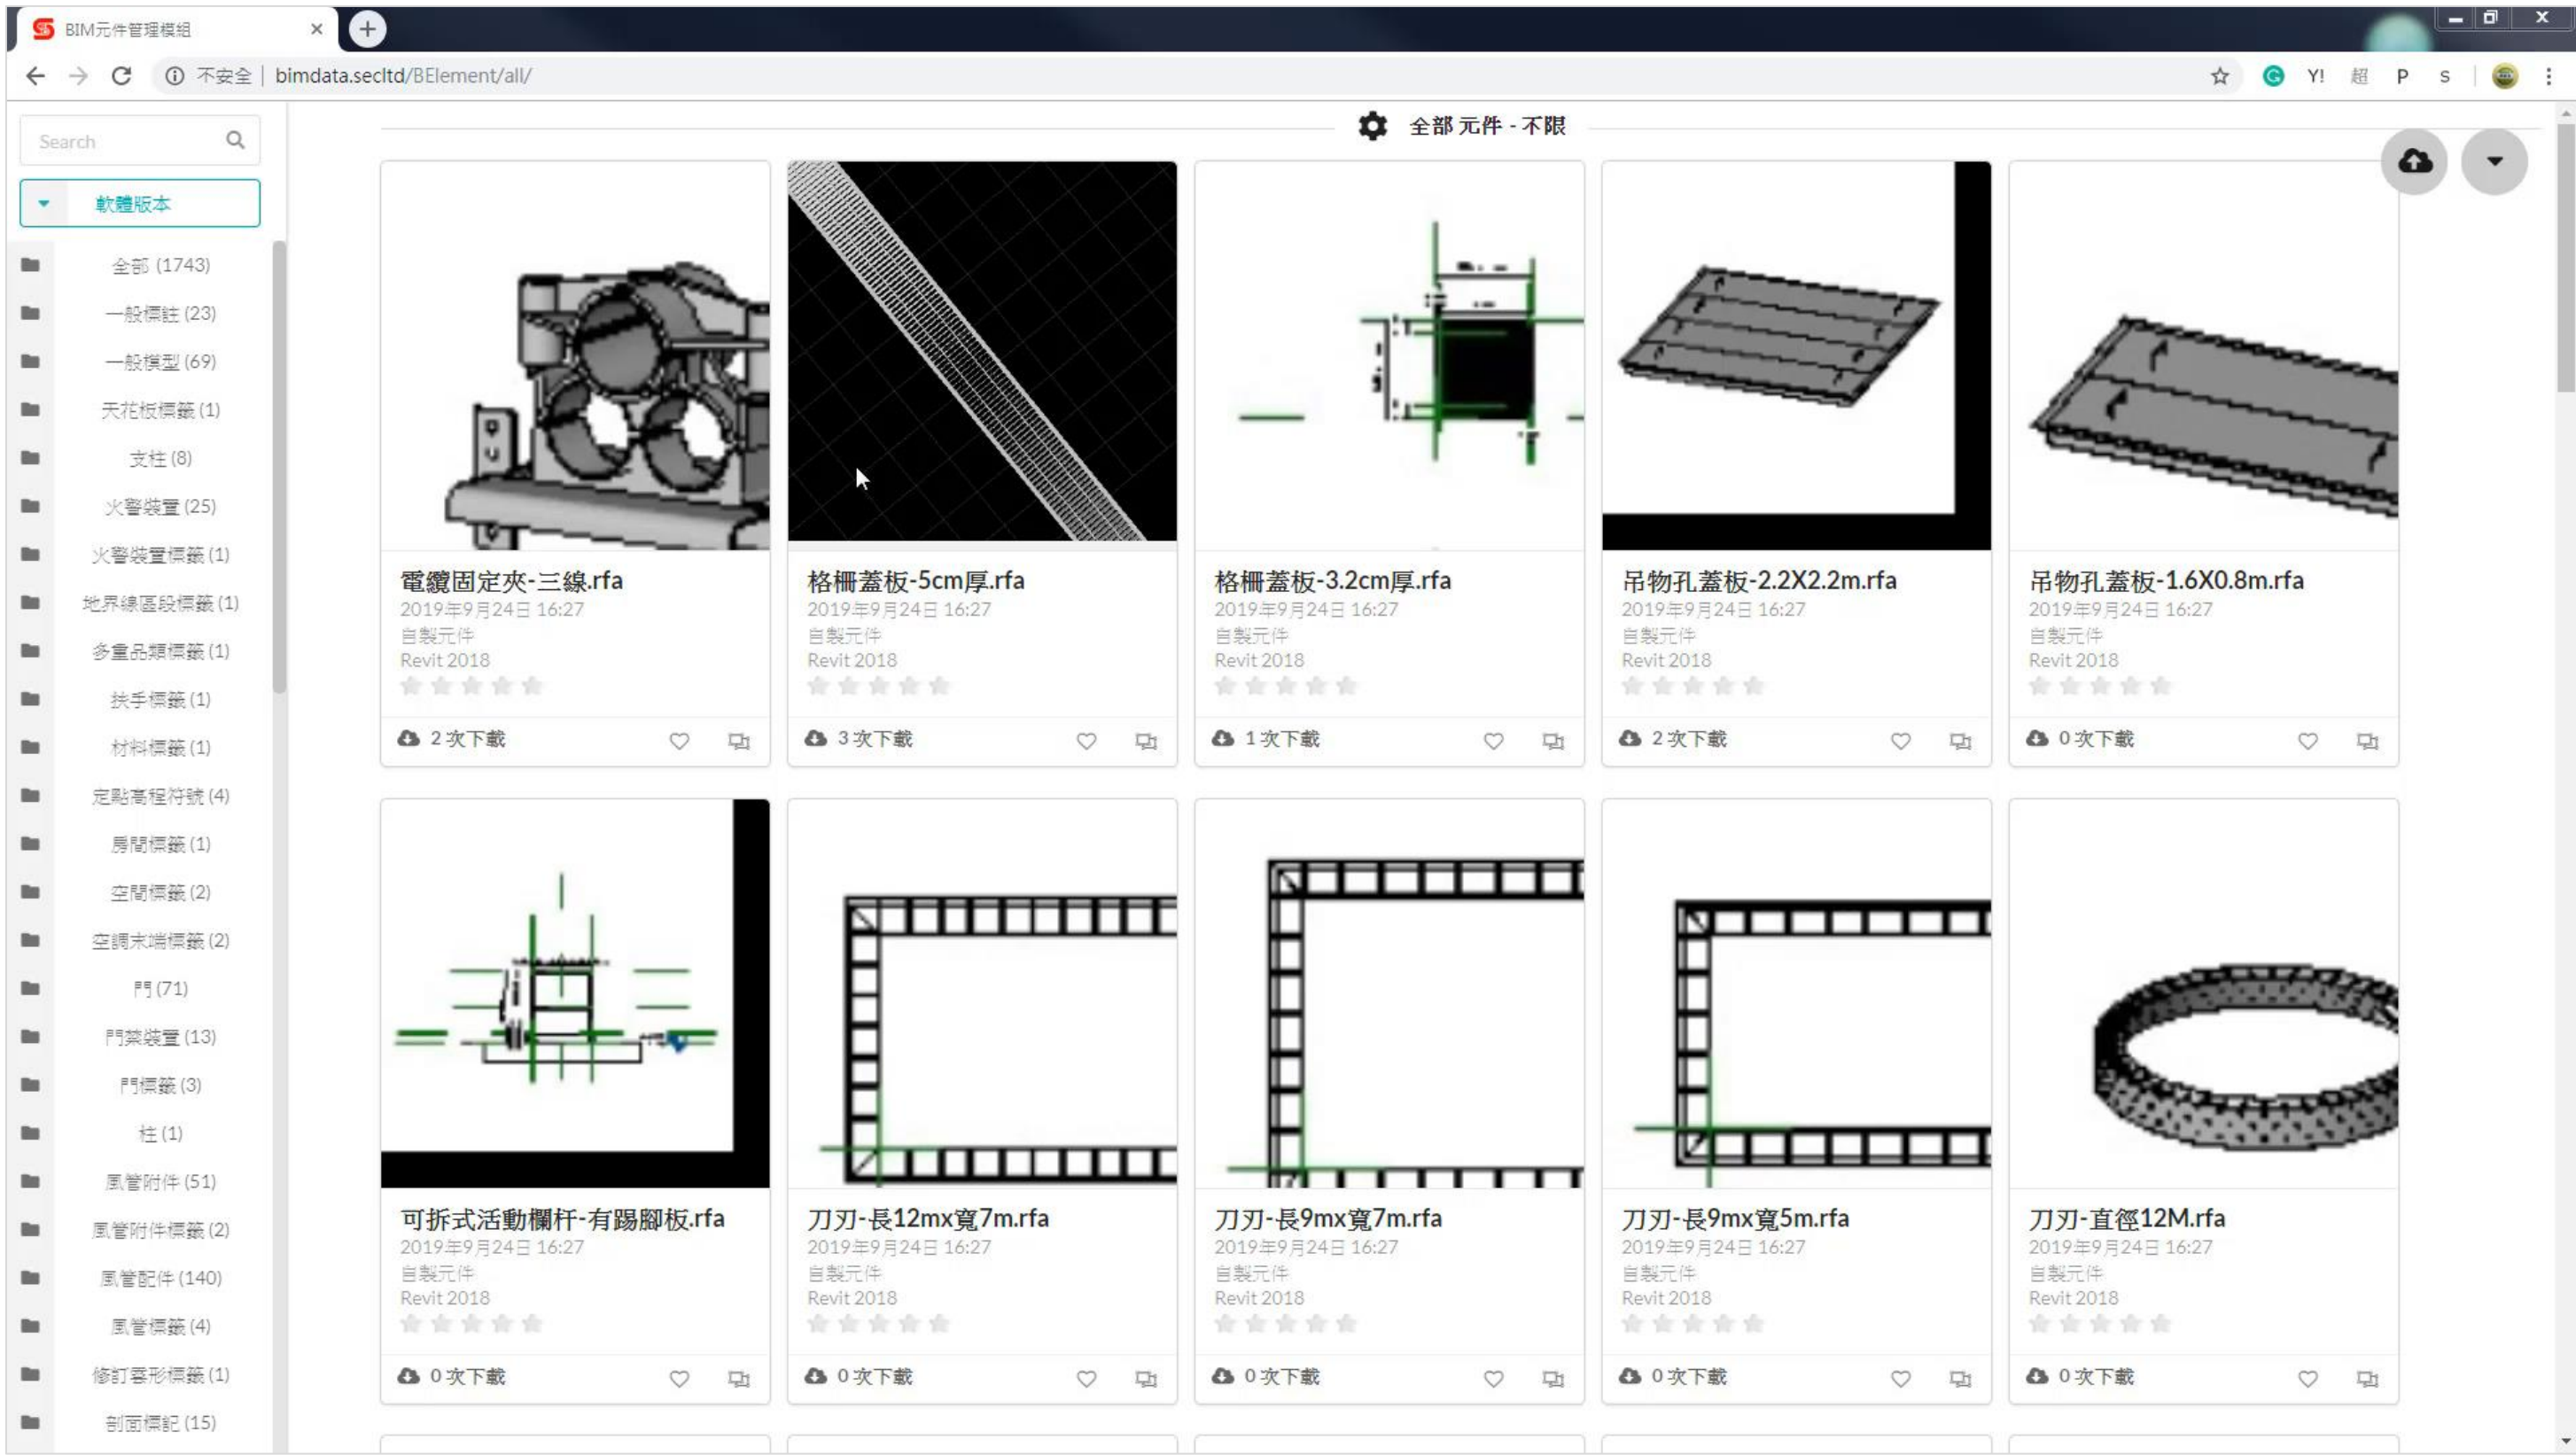 BIM元件管理模組
不安全 | bimdata.secltd/BElement/all/
Y! 超 P S
Search
軟體版本
全部 (1743)
一般標註 (23)
一般模型 (69)
天花板標籤 (1)
支柱 (8)
火警裝置 (25)
火警裝置標籤 (1)
地界線區段標籤 (1)
多重品類標籤 (1)
扶手標籤 (1)
材料標籤 (1)
定點高程符號 (4)
房間標籤 (1)
空間標籤 (2)
空調末端標籤 (2)
門 (71)
門禁裝置 (13)
門標籤 (3)
柱 (1)
風管附件 (51)
風管附件標籤 (2)
風管配件 (140)
風管標籤 (4)
修訂雲形標籤 (1)
剖面標記 (15)
全部 元件 - 不限
電纜固定夾-三線.rfa
2019年9月24日 16:27
自製元件
Revit 2018
2 次下載
格柵蓋板-5cm厚.rfa
2019年9月24日 16:27
自製元件
Revit 2018
3 次下載
格柵蓋板-3.2cm厚.rfa
2019年9月24日 16:27
自製元件
Revit 2018
1 次下載
吊物孔蓋板-2.2X2.2m.rfa
2019年9月24日 16:27
自製元件
Revit 2018
2 次下載
吊物孔蓋板-1.6X0.8m.rfa
2019年9月24日 16:27
自製元件
Revit 2018
0 次下載
可拆式活動欄杆-有踢腳板.rfa
2019年9月24日 16:27
自製元件
Revit 2018
0 次下載
刀刃-長12mx寬7m.rfa
2019年9月24日 16:27
自製元件
Revit 2018
0 次下載
刀刃-長9mx寬7m.rfa
2019年9月24日 16:27
自製元件
Revit 2018
0 次下載
刀刃-長9mx寬5m.rfa
2019年9月24日 16:27
自製元件
Revit 2018
0 次下載
刀刃-直徑12M.rfa
2019年9月24日 16:27
自製元件
Revit 2018
0 次下載